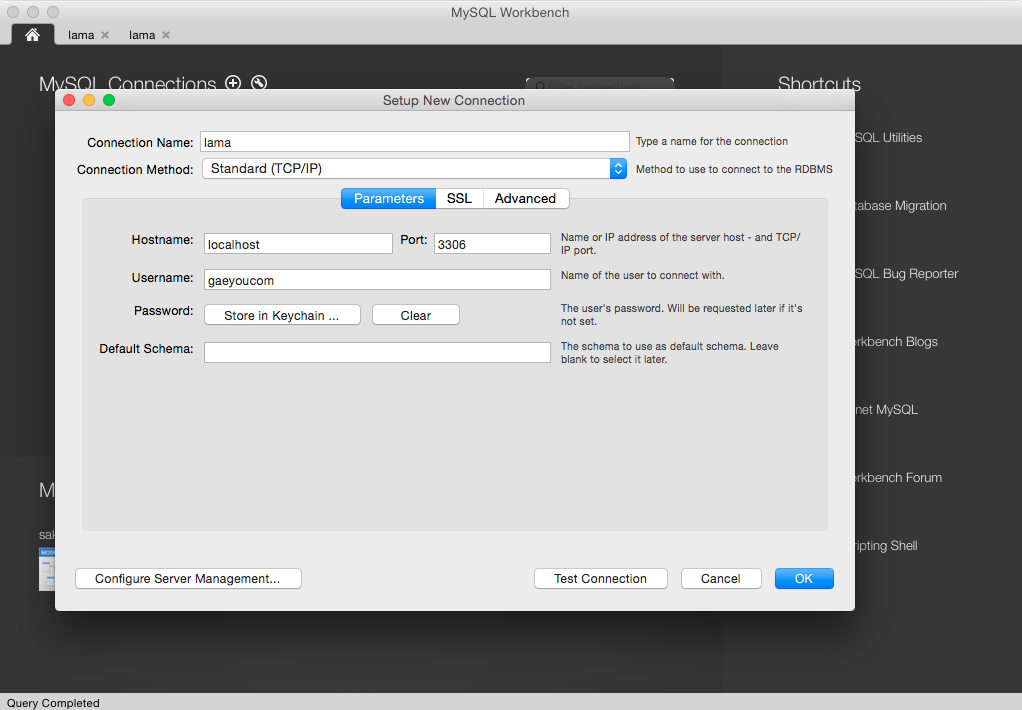 MySQL Workbench
lama
lama
MySQL Connections
Filter connections
Shortcuts
Setup New Connection
Connection Name:
lama
Type a name for the connection
Connection Method:
Standard (TCP/IP)
Method to use to connect to the RDBMS
Parameters
SSL
Advanced
Hostname:
localhost
Port:
3306
Name or IP address of the server host - and TCP/
IP port.
Username:
gaeyoucom
Name of the user to connect with.
Password:
Store in Keychain ...
Clear
The user's password. Will be requested later if it's
not set.
Default Schema:
The schema to use as default schema. Leave
blank to select it later.
Configure Server Management...
Test Connection
Cancel
OK
SQL Utilities
tabase Migration
SQL Bug Reporter
rkbench Blogs
net MySQL
rkbench Forum
ripting Shell
M
sak
MODE
Query Completed